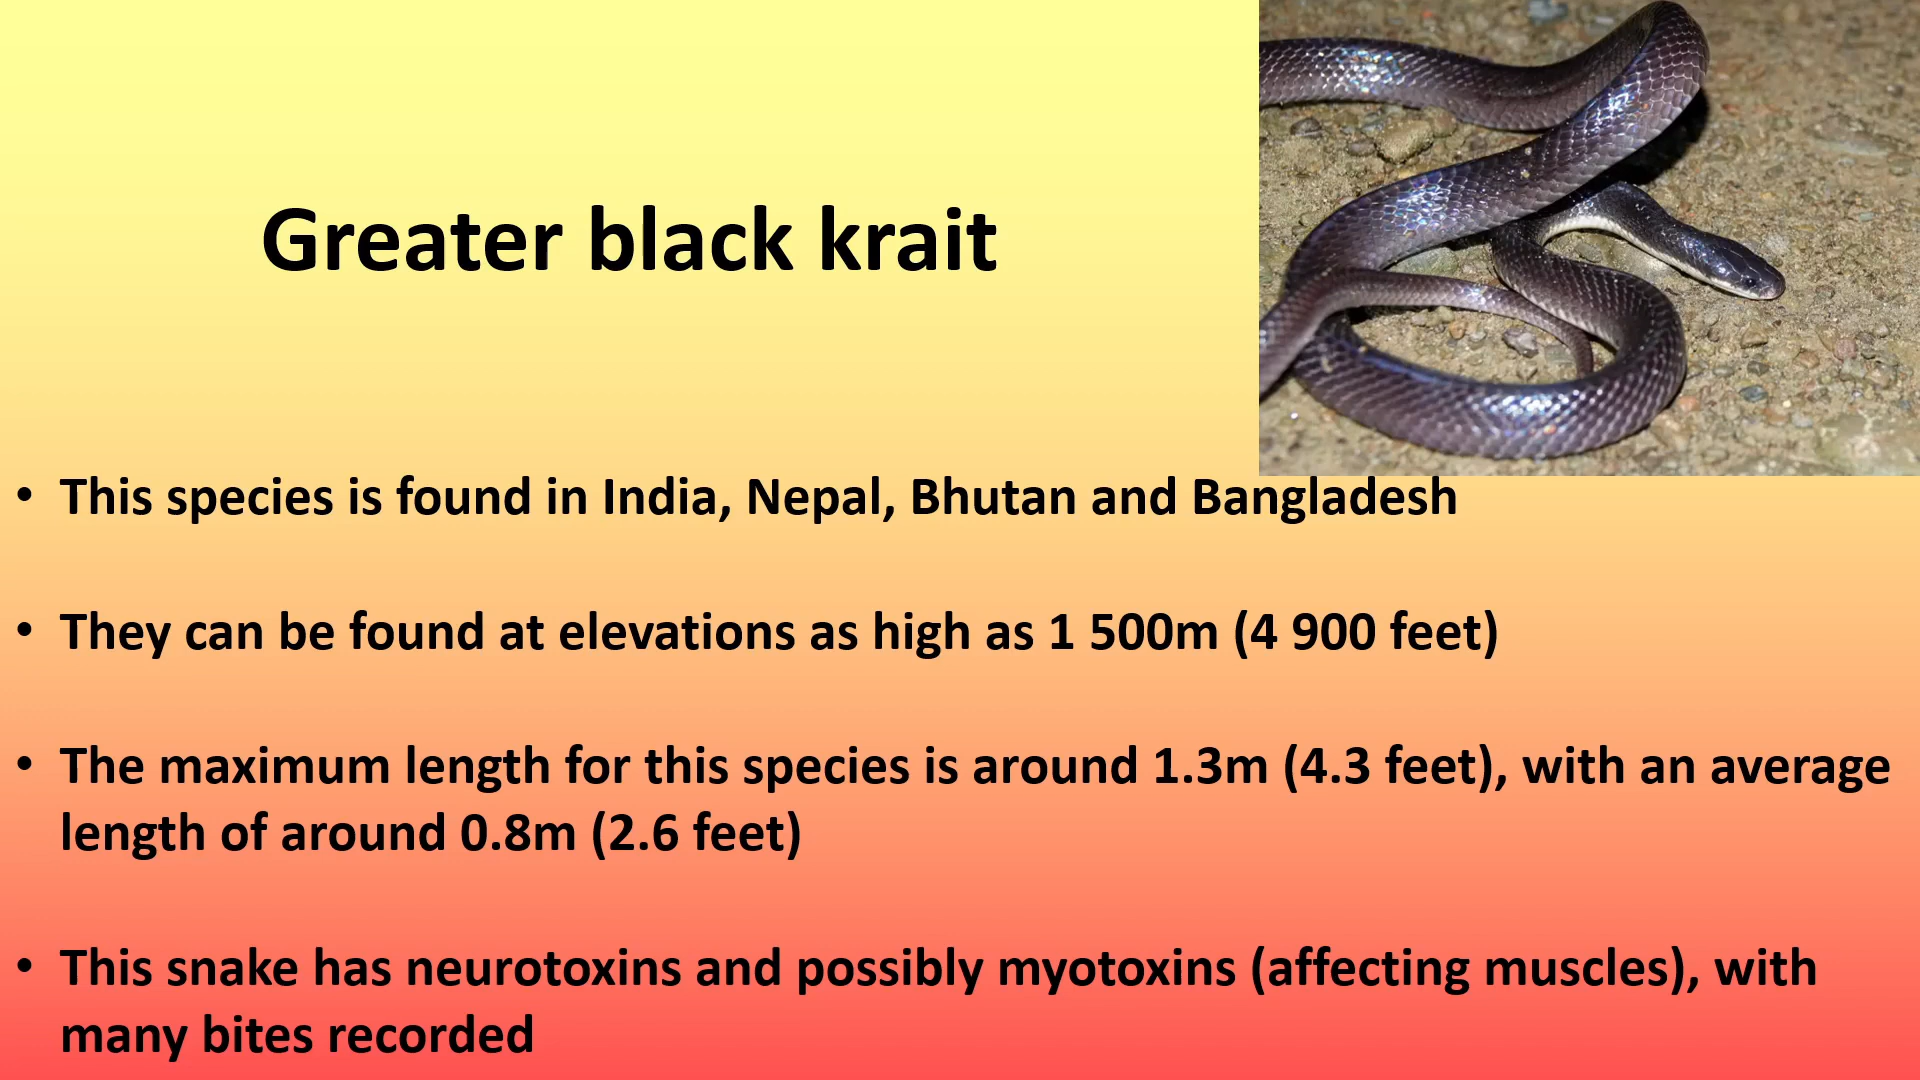 Greater black krait
• This species is found in India, Nepal, Bhutan and Bangladesh
• They can be found at elevations as high as 1 500m (4 900 feet)
• The maximum length for this species is around 1.3m (4.3 feet), with an average
length of around 0.8m (2.6 feet)
• This snake has neurotoxins and possibly myotoxins (affecting muscles), with
many bites recorded